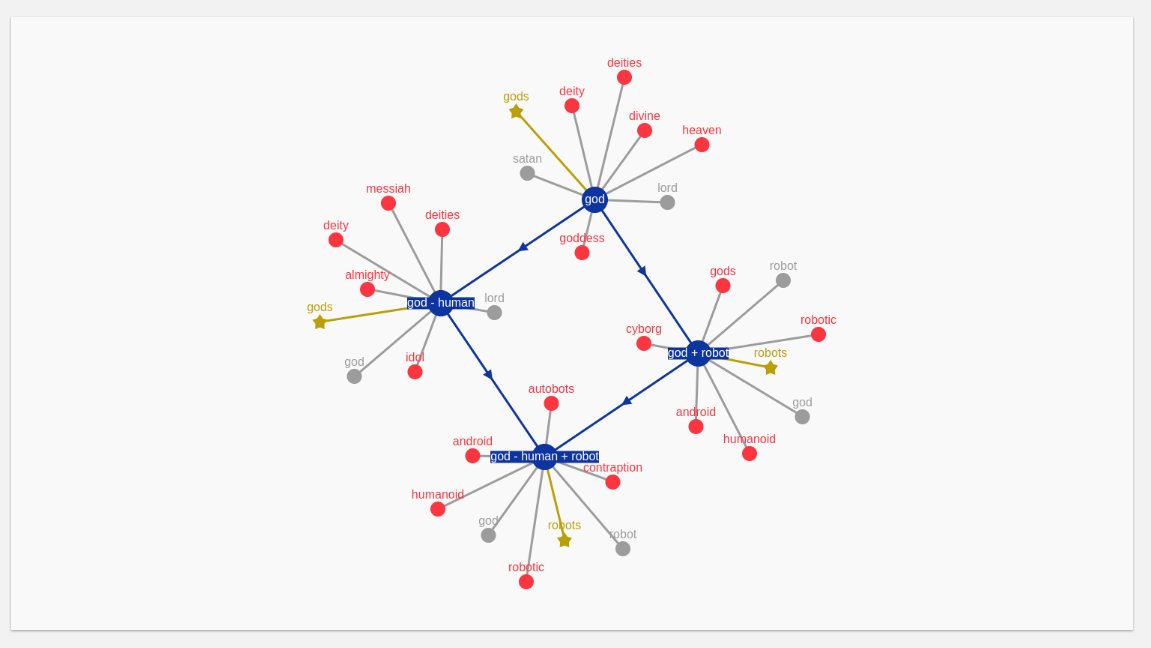 deities
deity
gods
divine
heaven
satan
lord
god
messiah
deities
deity
goddess
almighty
gods
god - human
lord
god
idol
gods
robot
robotic
cyborg
god + robot
robots
god
android
humanoid
autobots
android
god - human + robot
contraption
humanoid
god
robots
robot
robotic